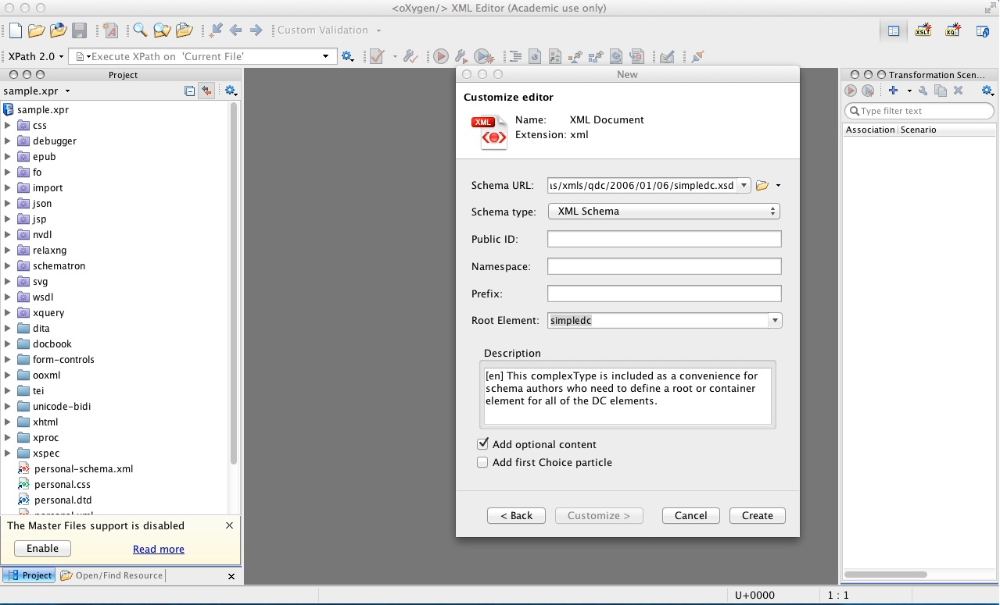 <oXygen/> XML Editor (Academic use only)
Custom Validation
XSLT
XQ
XPath 2.0
Execute XPath on 'Current File'
Project
sample.xpr
sample.xpr
css
debugger
epub
fo
import
json
jsp
nvdl
relaxng
schematron
svg
wsdl
xquery
dita
docbook
form-controls
ooxml
tei
unicode-bidi
xhtml
xproc
xspec
personal-schema.xml
personal.css
personal.dtd
personal.xml
The Master Files support is disabled
Enable
Read more
Project
Open/Find Resource
New
Customize editor
XML
Name: XML Document
Extension: xml
Schema URL: ıs/xmls/qdc/2006/01/06/simpledc.xsd
Schema type: XML Schema
Public ID:
Namespace:
Prefix:
Root Element: simpledc
Description
[en] This complexType is included as a convenience for
schema authors who need to define a root or container
element for all of the DC elements.
Add optional content
Add first Choice particle
< Back
Customize >
Cancel
Create
Transformation Scen...
Type filter text
Association Scenario
U+0000
1 : 1